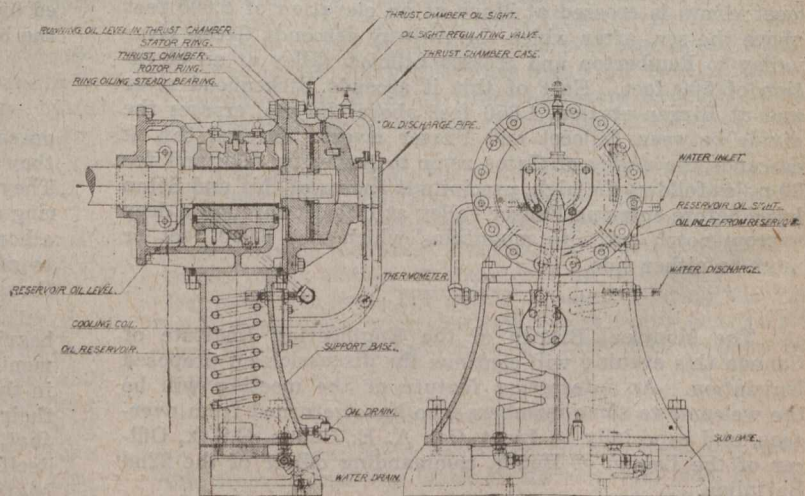 THRUST CHAMBER OIL SIGHT.
RUNNING OIL LEVEL IN THRUST CHAMBER.
OIL SIGHT REGULATING VALVE.
STATOR RING.
THRUST CHAMBER.
THRUST CHAMBER CASE.
ROTOR RING.
RING OILING STEADY BEARING.
OIL DISCHARGE PIPE.
WATER INLET
RESERVOIR OIL SIGHT.
OIL INLET FROM RESERVOIR
THERMOMETER
WATER DISCHARGE.
RESERVOIR OIL LEVEL.
COOLING COIL
OIL RESERVOIR.
SUPPORT BASE.
OIL DRAIN.
SUB BASE.
WATER DRAIN.